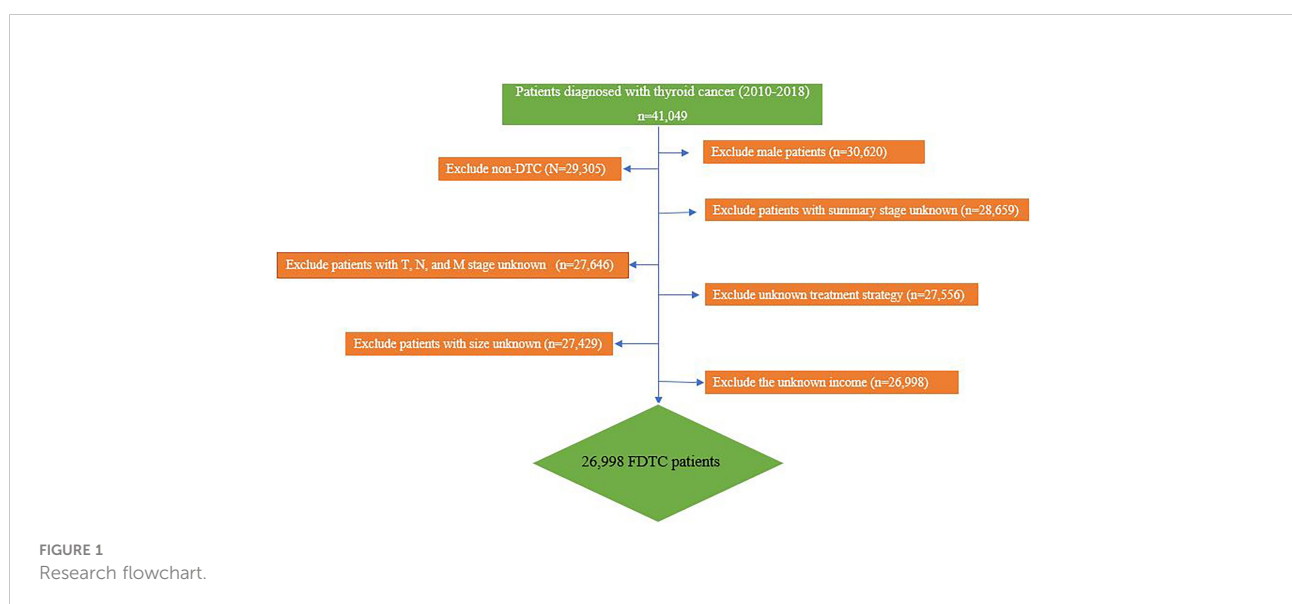 Patients diagnosed with thyroid cancer (2010-2018)
n=41,049
Exclude male patients (n=30,620)
Exclude non-DTC (N=29,305)
Exclude patients with summary stage unknown (n=28,659)
Exclude patients with T, N, and M stage unknown (n=27,646)
Exclude unknown treatment strategy (n=27,556)
Exclude patients with size unknown (n=27,429)
Exclude the unknown income (n=26,998)
26,998 FDTC patients
FIGURE 1
Research flowchart.